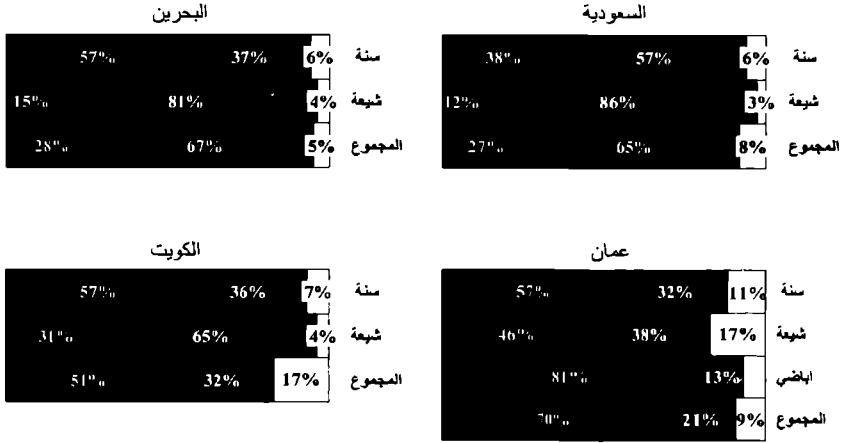 السعودية
سنة 6% 57% 38%
شيعة 3% 86% 12%
المجموع 8% 65% 27%
البحرين
سنة 6% 37% 57%
شيعة 4% 81% 15%
المجموع 5% 67% 28%
عمان
سنة 11% 32% 57%
شيعة 17% 38% 46%
اباضي 13% 81%
المجموع 9% 21% 70%
الكويت
سنة 7% 36% 57%
شيعة 4% 65% 31%
المجموع 17% 32% 51%